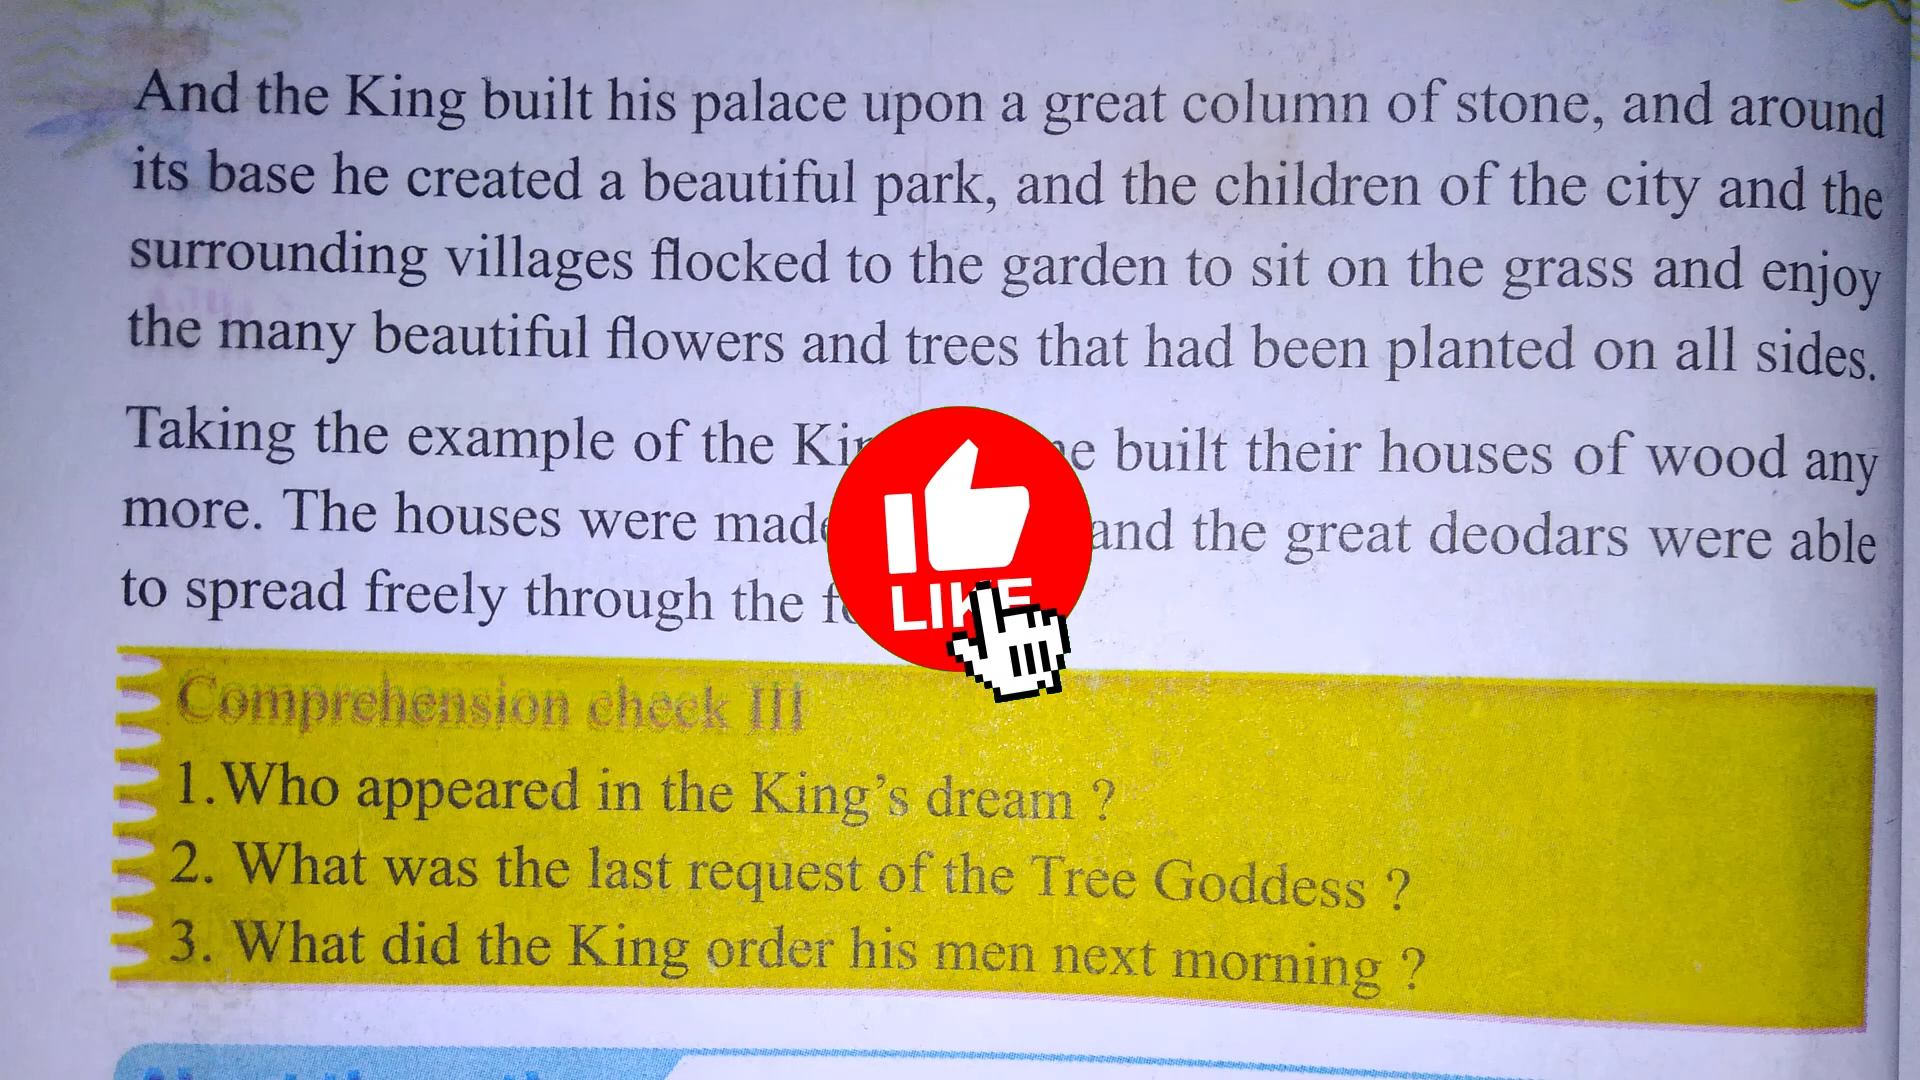 And the King built his palace upon a great column of stone, and around
its base he created a beautiful park, and the children of the city and the
surrounding villages flocked to the garden to sit on the grass and enjoy
the many beautiful flowers and trees that had been planted on all sides.
Taking the example of the built their houses of wood any
more. The houses were and the great deodars were able
to spread freely through the
LIKE
Comprehension check III
1. Who appeared in the King's dream ?
2. What was the last request of the Tree Goddess ?
3. What did the King order his men next morning ?